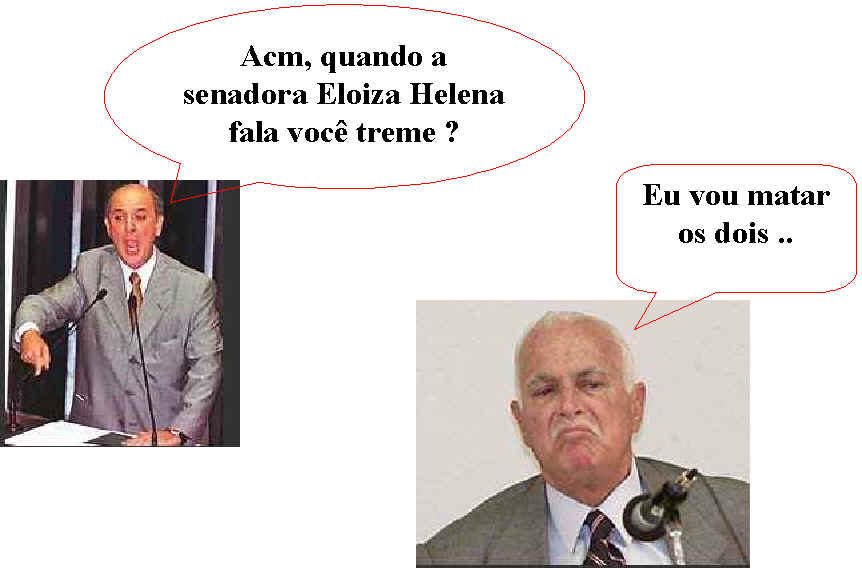 Acm, quando a
senadora Eloiza Helena
fala você treme ?
Eu vou matar
os dois ..